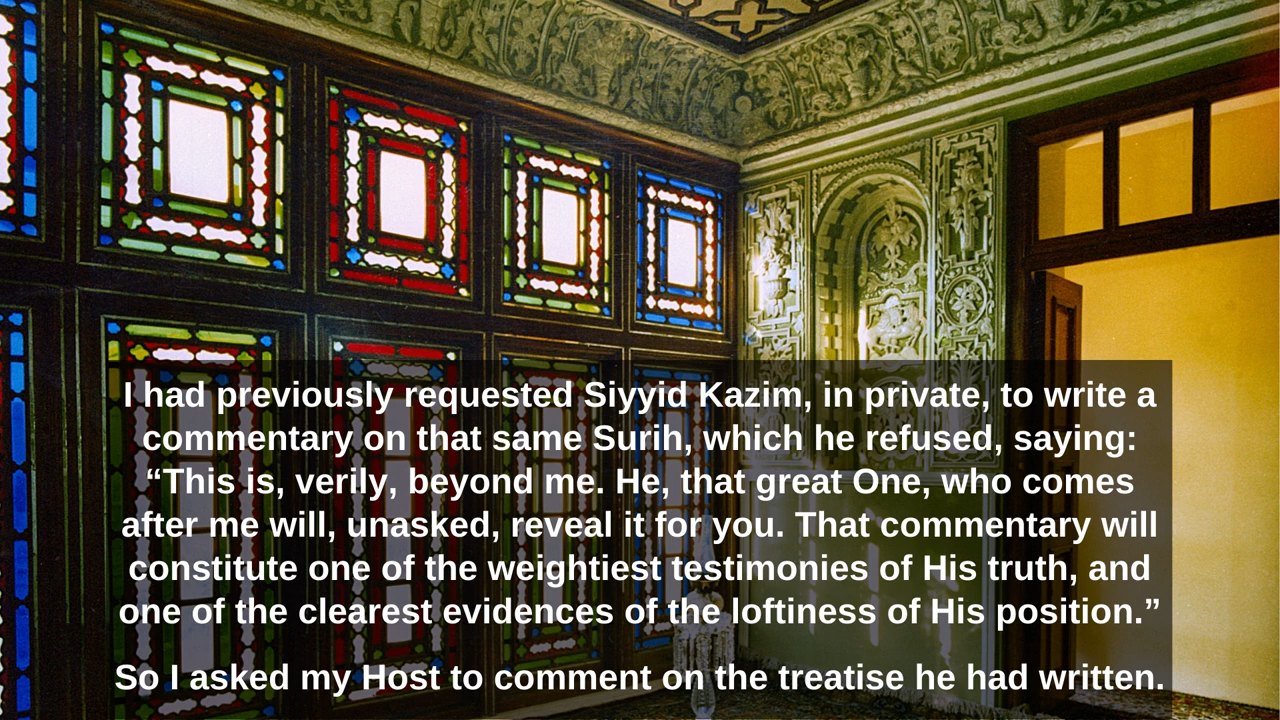 I had previously requested Siyyid Kazim, in private, to write a
commentary on that same Surih, which he refused, saying:
“This is, verily, beyond me. He, that great One, who comes
after me will, unasked, reveal it for you. That commentary will
constitute one of the weightiest testimonies of His truth, and
one of the clearest evidences of the loftiness of His position.”
So I asked my Host to comment on the treatise he had written.